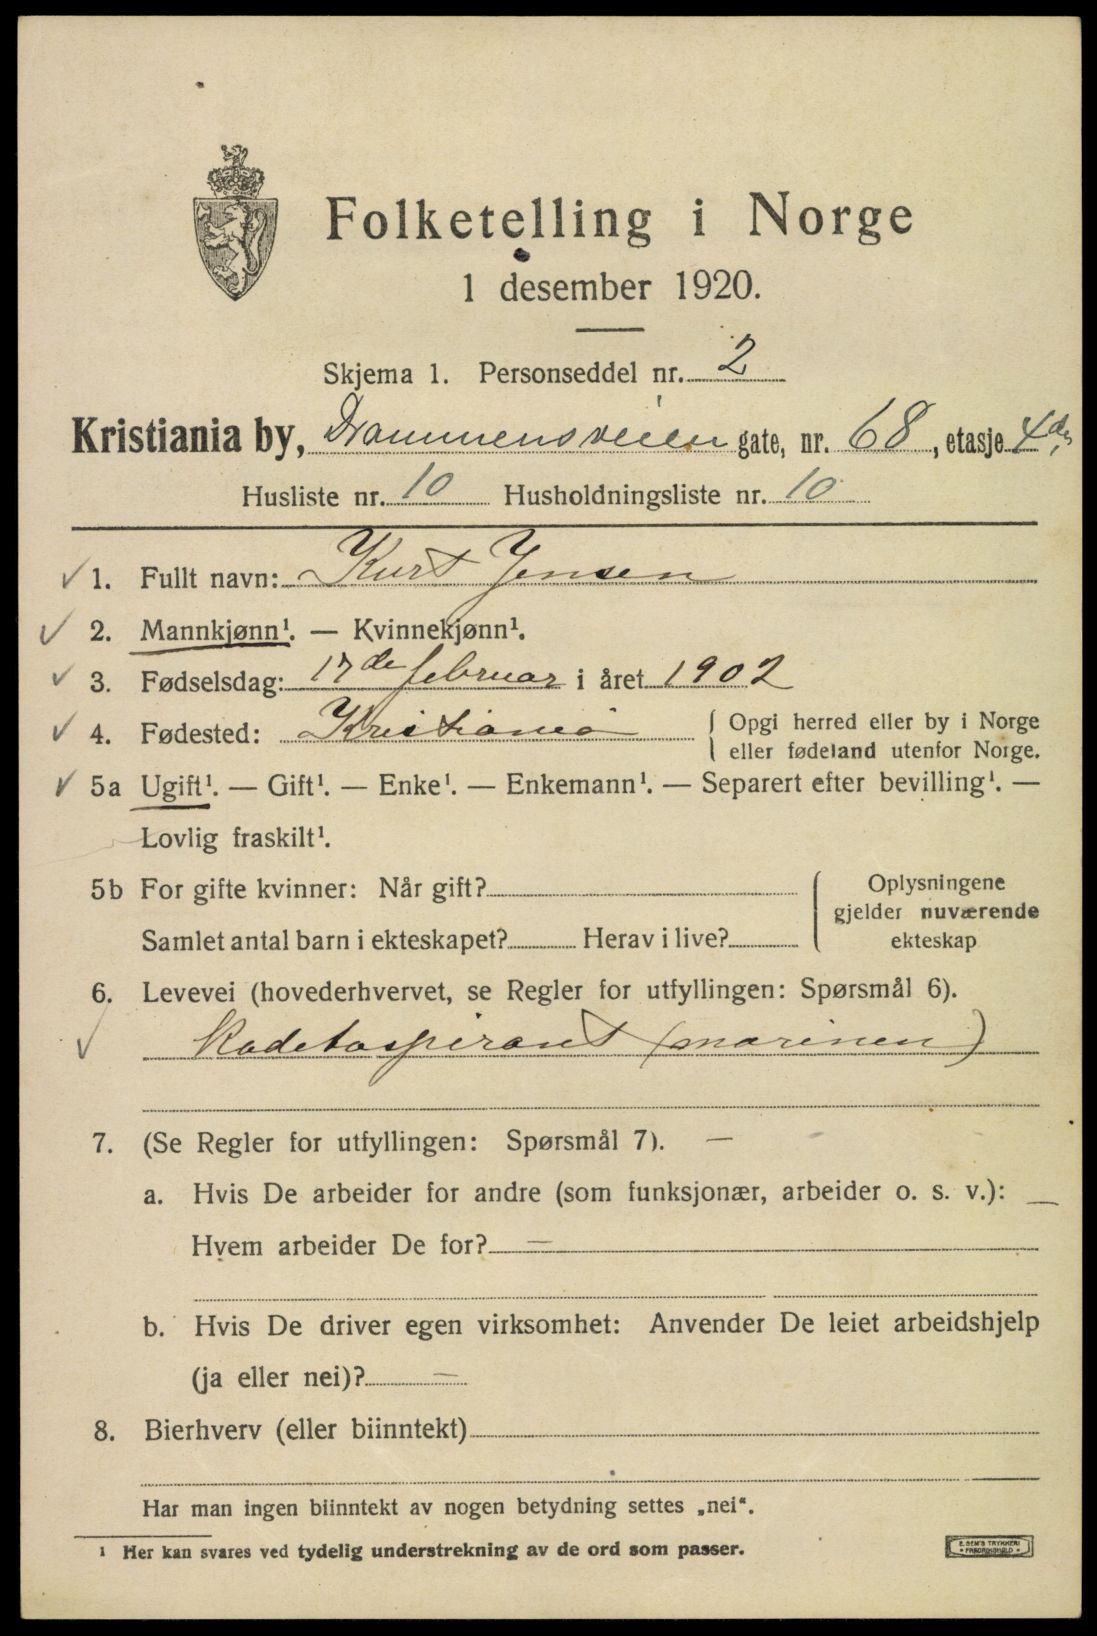 Folketelling i Norge
1 desember 1920.
Skjema 1. Personseddel nr. 2
Kristiania by, Drammensveien gate, nr. 68, etasje 4de
Husliste nr. 10 Husholdningsliste nr. 10
1. Fullt navn: Kurt Jensen
2. Mannkjønn¹. — Kvinnekjønn¹.
3. Fødselsdag: 17de februar i året 1902
4. Fødested: Kristiania { Opgi herred eller by i Norge
eller fødeland utenfor Norge.
5a Ugift¹. — Gift¹. — Enke¹. — Enkemann¹. — Separert efter bevilling¹. —
Lovlig fraskilt¹.
5b For gifte kvinner: Når gift? { Oplysningene
gjelder nuværende
Samlet antal barn i ekteskapet? Herav i live? ekteskap
6. Levevei (hovederhvervet, se Regler for utfyllingen: Spørsmål 6).
Kadetaspirant (marinen)
7. (Se Regler for utfyllingen: Spørsmål 7). —
a. Hvis De arbeider for andre (som funksjonær, arbeider o. s. v.): —
Hvem arbeider De for? —
b. Hvis De driver egen virksomhet: Anvender De leiet arbeidshjelp
(ja eller nei)? —
8. Bierhverv (eller biinntekt)
Har man ingen biinntekt av nogen betydning settes „nei“.
¹ Her kan svares ved tydelig understrekning av de ord som passer.